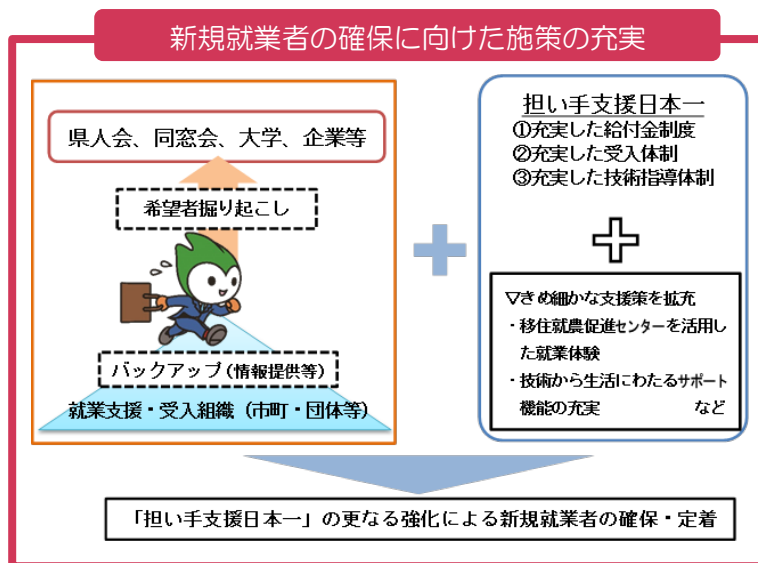 新規就業者の確保に向けた施策の充実
県人会、同窓会、大学、企業等
希望者掘り起こし
バックアップ(情報提供等)
就業支援・受入組織(市町・団体等)
担い手支援日本一
①充実した給付金制度
②充実した受入体制
③充実した技術指導体制
▽きめ細かな支援策を拡充
・移住就農促進センターを活用し
た就業体験
・技術から生活にわたるサポート
機能の充実 など
「担い手支援日本一」の更なる強化による新規就業者の確保・定着